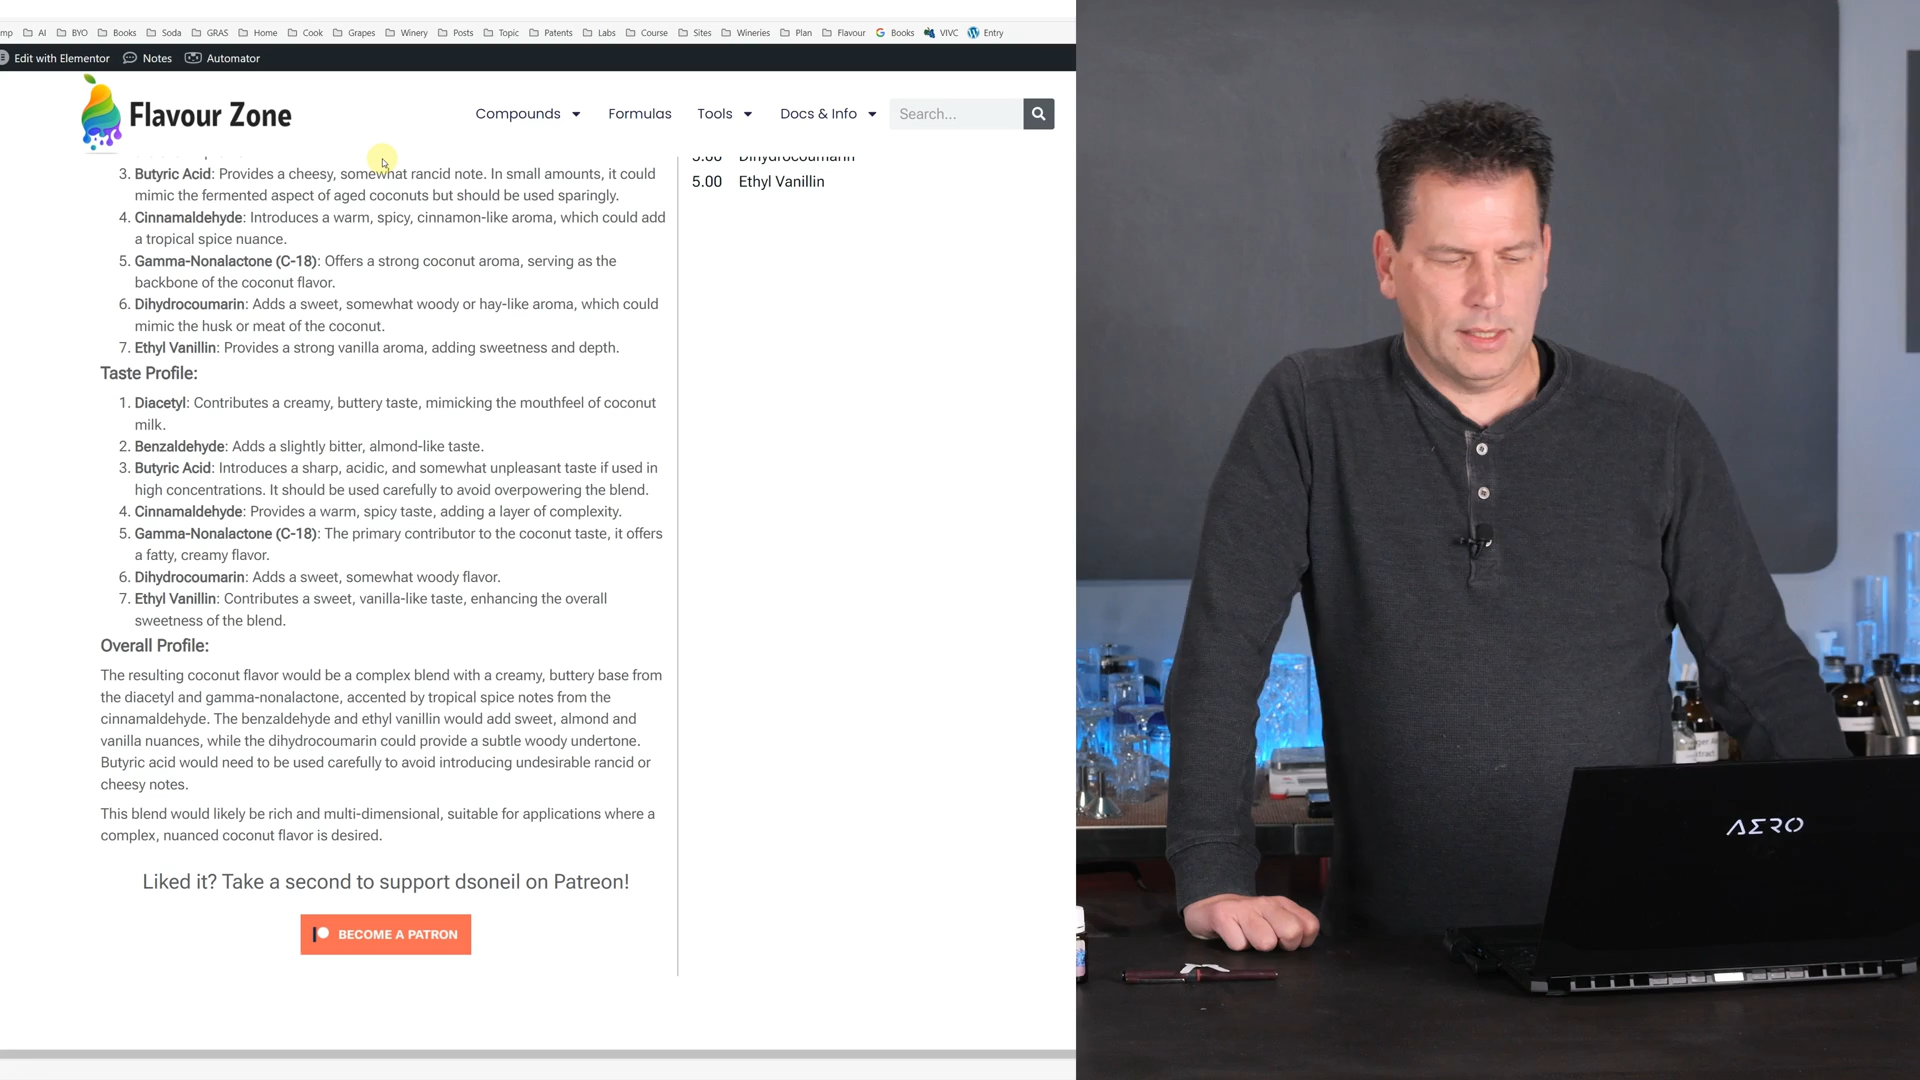 mp AI BYO Books Soda GRAS Home Cook Grapes Winery Posts Topic Patents Labs Course Sites Wineries Plan Flavour Books VIVC Entry
Edit with Elementor Notes Automator
Flavour Zone
Compounds Formulas Tools Docs & Info Search...
3. Butyric Acid: Provides a cheesy, somewhat rancid note. In small amounts, it could
mimic the fermented aspect of aged coconuts but should be used sparingly.
4. Cinnamaldehyde: Introduces a warm, spicy, cinnamon-like aroma, which could add
a tropical spice nuance.
5. Gamma-Nonalactone (C-18): Offers a strong coconut aroma, serving as the
backbone of the coconut flavor.
6. Dihydrocoumarin: Adds a sweet, somewhat woody or hay-like aroma, which could
mimic the husk or meat of the coconut.
7. Ethyl Vanillin: Provides a strong vanilla aroma, adding sweetness and depth.
Taste Profile:
1. Diacetyl: Contributes a creamy, buttery taste, mimicking the mouthfeel of coconut
milk.
2. Benzaldehyde: Adds a slightly bitter, almond-like taste.
3. Butyric Acid: Introduces a sharp, acidic, and somewhat unpleasant taste if used in
high concentrations. It should be used carefully to avoid overpowering the blend.
4. Cinnamaldehyde: Provides a warm, spicy taste, adding a layer of complexity.
5. Gamma-Nonalactone (C-18): The primary contributor to the coconut taste, it offers
a fatty, creamy flavor.
6. Dihydrocoumarin: Adds a sweet, somewhat woody flavor.
7. Ethyl Vanillin: Contributes a sweet, vanilla-like taste, enhancing the overall
sweetness of the blend.
Overall Profile:
The resulting coconut flavor would be a complex blend with a creamy, buttery base from
the diacetyl and gamma-nonalactone, accented by tropical spice notes from the
cinnamaldehyde. The benzaldehyde and ethyl vanillin would add sweet, almond and
vanilla nuances, while the dihydrocoumarin could provide a subtle woody undertone.
Butyric acid would need to be used carefully to avoid introducing undesirable rancid or
cheesy notes.
This blend would likely be rich and multi-dimensional, suitable for applications where a
complex, nuanced coconut flavor is desired.
Liked it? Take a second to support dsoneil on Patreon!
BECOME A PATRON
Dihydrocoumarin
5.00 Ethyl Vanillin
AERO